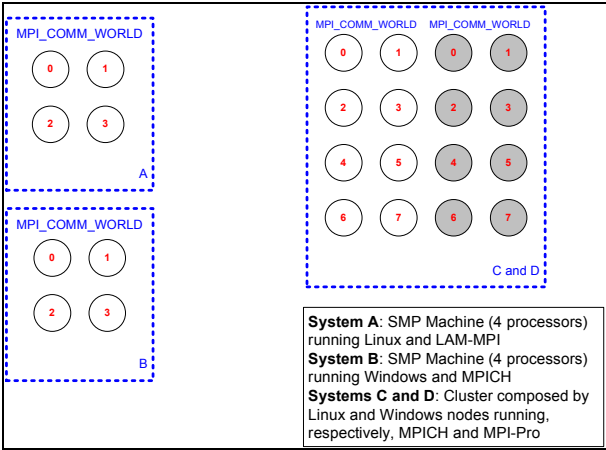 MPI_COMM_WORLD
0 1
2 3
A
MPI_COMM_WORLD
0 1
2 3
B
MPI_COMM_WORLD MPI_COMM_WORLD
0 1 0 1
2 3 2 3
4 5 4 5
6 7 6 7
C and D
System A: SMP Machine (4 processors)
running Linux and LAM-MPI
System B: SMP Machine (4 processors)
running Windows and MPICH
Systems C and D: Cluster composed by
Linux and Windows nodes running,
respectively, MPICH and MPI-Pro